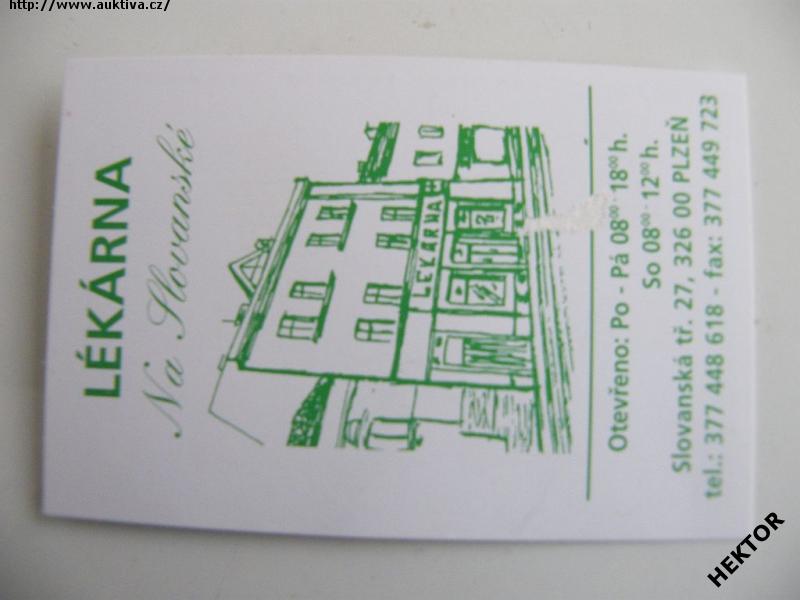 http://www.auktiva.cz/
LÉKÁRNA
Na Slovanské
LÉKÁRNA
Otevřeno: Po - Pá 08⁰⁰ - 18⁰⁰ h.
So 08⁰⁰ - 12⁰⁰ h.
Slovanská tř. 27, 326 00 PLZEŇ
tel.: 377 448 618 - fax: 377 449 723
HEKTOR